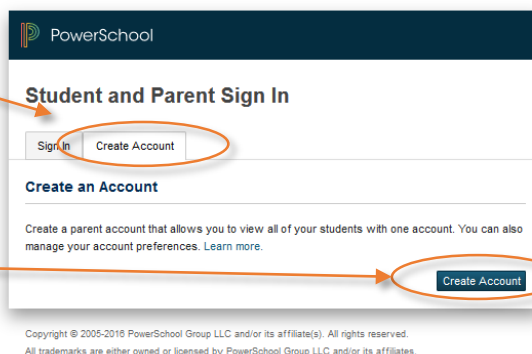 PowerSchool
Student and Parent Sign In
Sign In Create Account
Create an Account
Create a parent account that allows you to view all of your students with one account. You can also
manage your account preferences. Learn more.
Create Account
Copyright © 2005-2016 PowerSchool Group LLC and/or its affiliate(s). All rights reserved.
All trademarks are either owned or licensed by PowerSchool Group LLC and/or its affiliates.